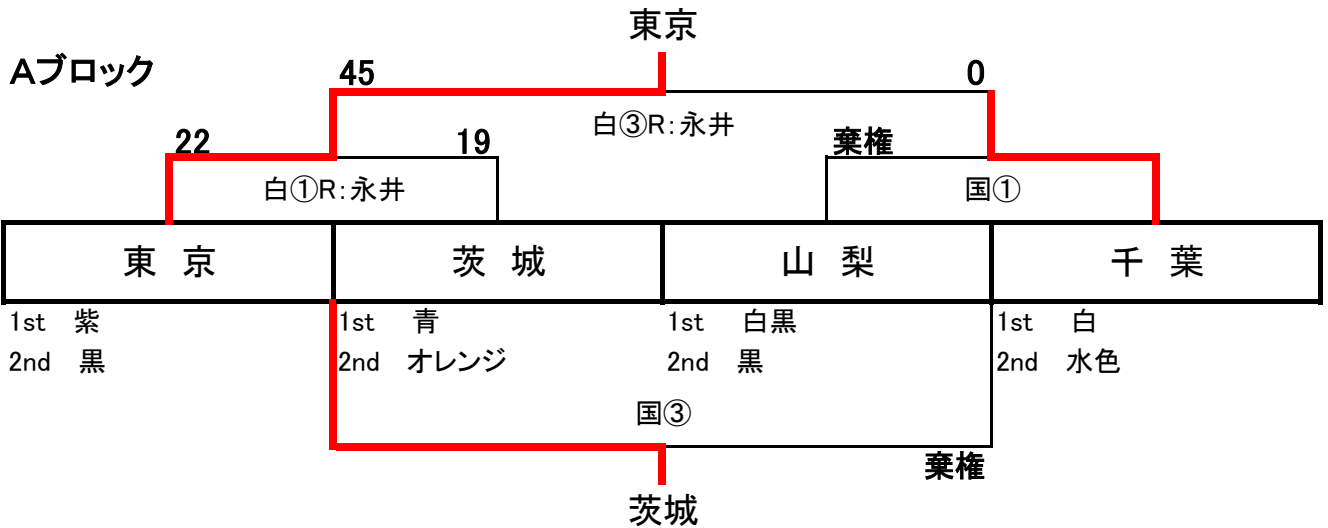 東京
Aブロック 45 0
白③R:永井
22 19 棄権
白①R:永井 国①
東 京 茨 城 山 梨 千 葉
1st 紫 1st 青 1st 白黒 1st 白
2nd 黒 2nd オレンジ 2nd 黒 2nd 水色
国③
棄権
茨城